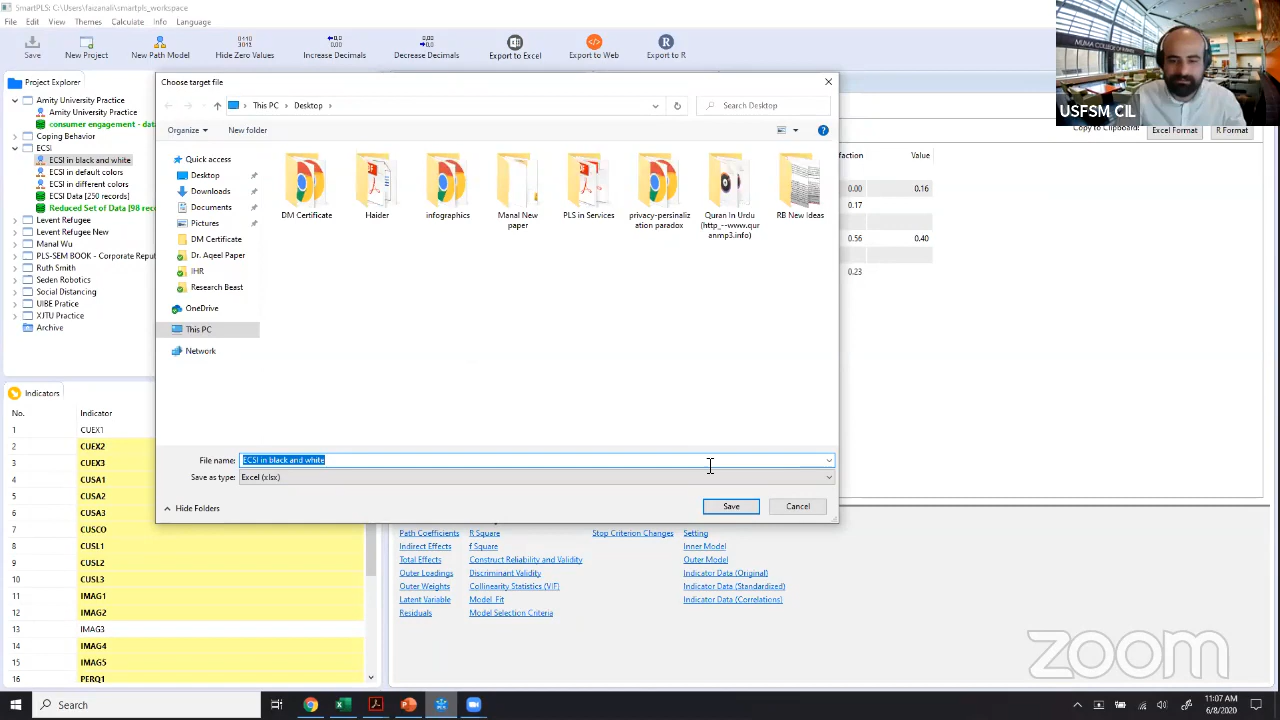 SmartPLS: C:\Users\faizanali\smartpls_workspace
File Edit View Themes Calculate Info Language
Save
New Project
New Path Model
Hide Zero Values
Increase Decimals
Decrease Decimals
Export to Excel
Export to Web
Export to R
Project Explorer
Amity University Practice
Amity University Practice
consumer engagement - dat
Coping Behavior
ECSI
ECSI in black and white
ECSI in default colors
ECSI in different colors
ECSI Data [250 records]
Reduced Set of Data [98 reco
Levent Refugee
Levent Refugee New
Manal Wu
PLS-SEM BOOK - Corporate Reput
Ruth Smith
Seden Robotics
Social Distancing
UIBE Pratice
XJTU Practice
Archive
Choose target file
This PC > Desktop >
Search Desktop
Organize
New folder
Quick access
Desktop
Downloads
Documents
Pictures
DM Certificate
Dr. Aqeel Paper
IHR
Research Beast
OneDrive
This PC
Network
DM Certificate
Haider
infographics
Manal New
paper
PLS in Services
privacy-persinaliz
ation paradox
Quran In Urdu
(http_--www.qur
anmp3.info)
RB New Ideas
File name: ECSI in black and white
Save as type: Excel (xlsx)
Hide Folders
Save
Cancel
MUMA COLLEGE OF
USFSM CIL
Copy to Clipboard: Excel Format R Format
faction Value
0.00 0.16
0.17
0.56 0.40
0.23
Indicators
No. Indicator
1 CUEX1
2 CUEX2
3 CUEX3
4 CUSA1
5 CUSA2
6 CUSA3
7 CUSCO
8 CUSL1
9 CUSL2
10 CUSL3
11 IMAG1
12 IMAG2
13 IMAG3
14 IMAG4
15 IMAG5
16 PERQ1
Path Coefficients R Square Stop Criterion Changes Setting
Indirect Effects f Square Inner Model
Total Effects Construct Reliability and Validity Outer Model
Outer Loadings Discriminant Validity Indicator Data (Original)
Outer Weights Collinearity Statistics (VIF) Indicator Data (Standardized)
Latent Variable Model_Fit Indicator Data (Correlations)
Residuals Model Selection Criteria
zoom
Search
11:07 AM
6/8/2020